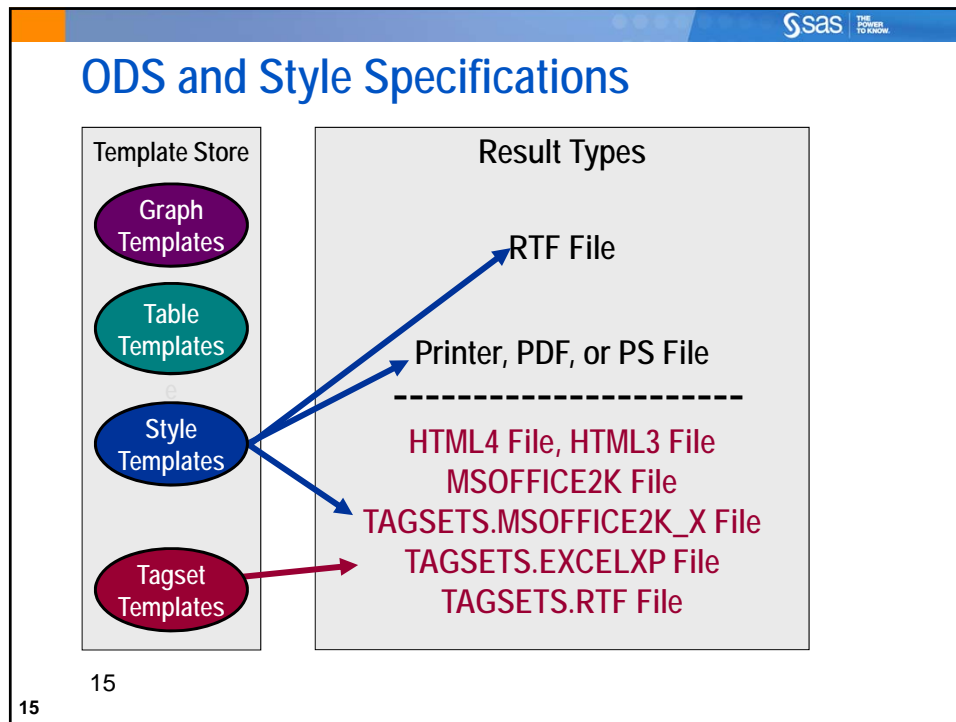 sas THE POWER TO KNOW.
ODS and Style Specifications
Template Store
Graph
Templates
Table
Templates
e
Style
Templates
Tagset
Templates
Result Types
RTF File
Printer, PDF, or PS File
----------------------
HTML4 File, HTML3 File
MSOFFICE2K File
TAGSETS.MSOFFICE2K_X File
TAGSETS.EXCELXP File
TAGSETS.RTF File
15
15